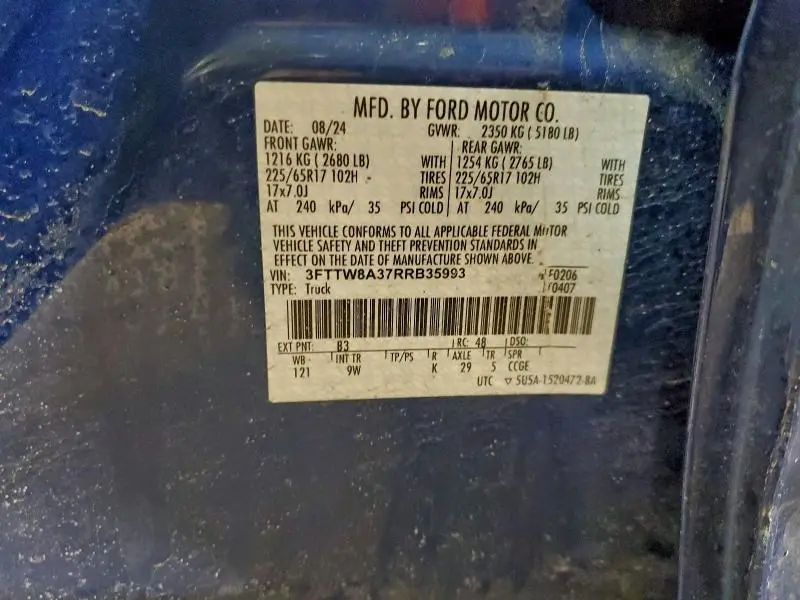 MFD. BY FORD MOTOR CO.
DATE: 08/24 GVWR: 2350 KG ( 5180 LB)
FRONT GAWR: REAR GAWR:
1216 KG ( 2680 LB) WITH 1254 KG ( 2765 LB) WITH
225/65R17 102H TIRES 225/65R17 102H TIRES
17x7.0J RIMS 17x7.0J RIMS
AT 240 kPa/ 35 PSI COLD AT 240 kPa/ 35 PSI COLD
THIS VEHICLE CONFORMS TO ALL APPLICABLE FEDERAL MOTOR
VEHICLE SAFETY AND THEFT PREVENTION STANDARDS IN
EFFECT ON THE DATE OF MANUFACTURE SHOWN ABOVE.
VIN: 3FTTW8A37RRB35993 F0206
TYPE: Truck F0407
EXT PNT: B3 RC: 48 DSO:
WB INT TR TP/PS R AXLE TR SPR
121 9W K 29 5 CCGE
UTC ▽ 5U5A-1520472-BA